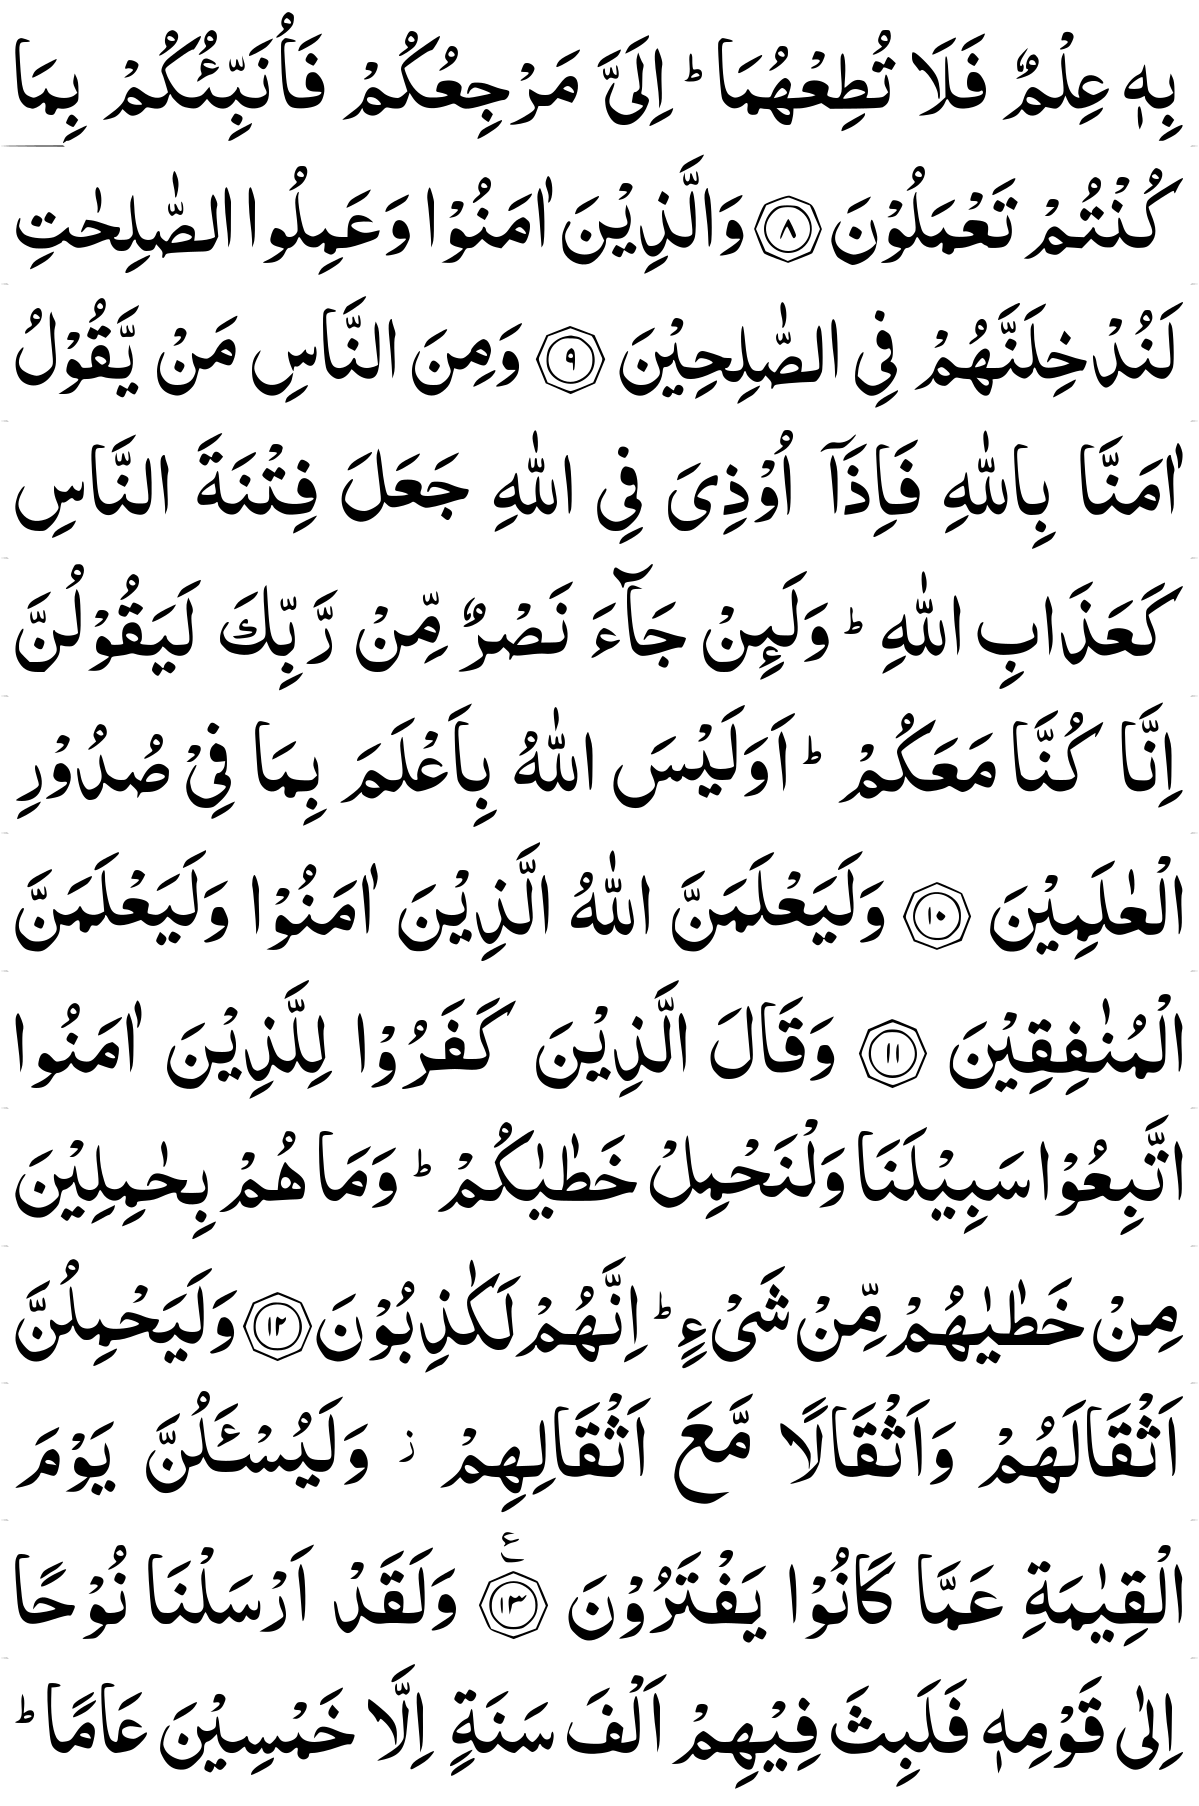 بِهٖ عِلْمٌ فَلَا تُطِعْهُمَا ؕ اِلَیَّ مَرْجِعُكُمْ فَاُنَبِّئُكُمْ بِمَا
كُنْتُمْ تَعْمَلُوْنَ ۝٨ وَالَّذِیْنَ اٰمَنُوْا وَعَمِلُوا الصّٰلِحٰتِ
لَنُدْخِلَنَّهُمْ فِی الصّٰلِحِیْنَ ۝٩ وَمِنَ النَّاسِ مَنْ یَّقُوْلُ
اٰمَنَّا بِاللّٰهِ فَاِذَاۤ اُوْذِیَ فِی اللّٰهِ جَعَلَ فِتْنَةَ النَّاسِ
كَعَذَابِ اللّٰهِ ؕ وَلَىِٕنْ جَآءَ نَصْرٌ مِّنْ رَّبِّكَ لَیَقُوْلُنَّ
اِنَّا كُنَّا مَعَكُمْ ؕ اَوَلَیْسَ اللّٰهُ بِاَعْلَمَ بِمَا فِیْ صُدُوْرِ
الْعٰلَمِیْنَ ۝١٠ وَلَیَعْلَمَنَّ اللّٰهُ الَّذِیْنَ اٰمَنُوْا وَلَیَعْلَمَنَّ
الْمُنٰفِقِیْنَ ۝١١ وَقَالَ الَّذِیْنَ كَفَرُوْا لِلَّذِیْنَ اٰمَنُوا
اتَّبِعُوْا سَبِیْلَنَا وَلْنَحْمِلْ خَطٰیٰكُمْ ؕ وَمَا هُمْ بِحٰمِلِیْنَ
مِنْ خَطٰیٰهُمْ مِّنْ شَیْءٍ ؕ اِنَّهُمْ لَكٰذِبُوْنَ ۝١٢ وَلَیَحْمِلُنَّ
اَثْقَالَهُمْ وَاَثْقَالًا مَّعَ اَثْقَالِهِمْ ؗ وَلَیُسْـَٔلُنَّ یَوْمَ
الْقِیٰمَةِ عَمَّا كَانُوْا یَفْتَرُوْنَ ۝١٣ ࣖ وَلَقَدْ اَرْسَلْنَا نُوْحًا
اِلٰی قَوْمِهٖ فَلَبِثَ فِیْهِمْ اَلْفَ سَنَةٍ اِلَّا خَمْسِیْنَ عَامًا ؕ